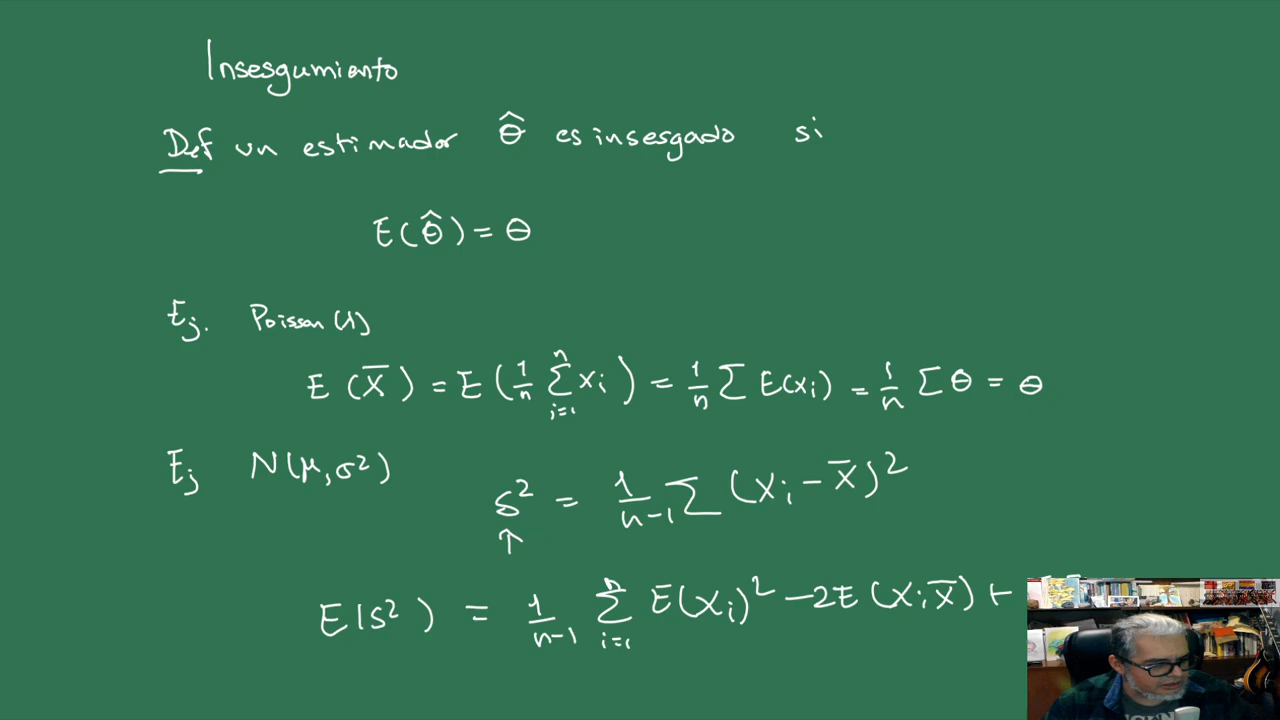 Insesgumiento
Def un estimador θ̂ es insesgado si
E(θ̂) = θ
Ej. Poisson (λ)
E (X̄) = E (1/n ∑_{i=1}^{n} Xi) = 1/n ∑ E(xi) = 1/n ∑ θ = θ
Ej N(μ,σ²)
s² = 1/(n-1) ∑ (Xi - X̄)²
↑
E(s²) = 1/(n-1) ∑_{i=1}^{n} E(Xi)² - 2E (XiX̄) +